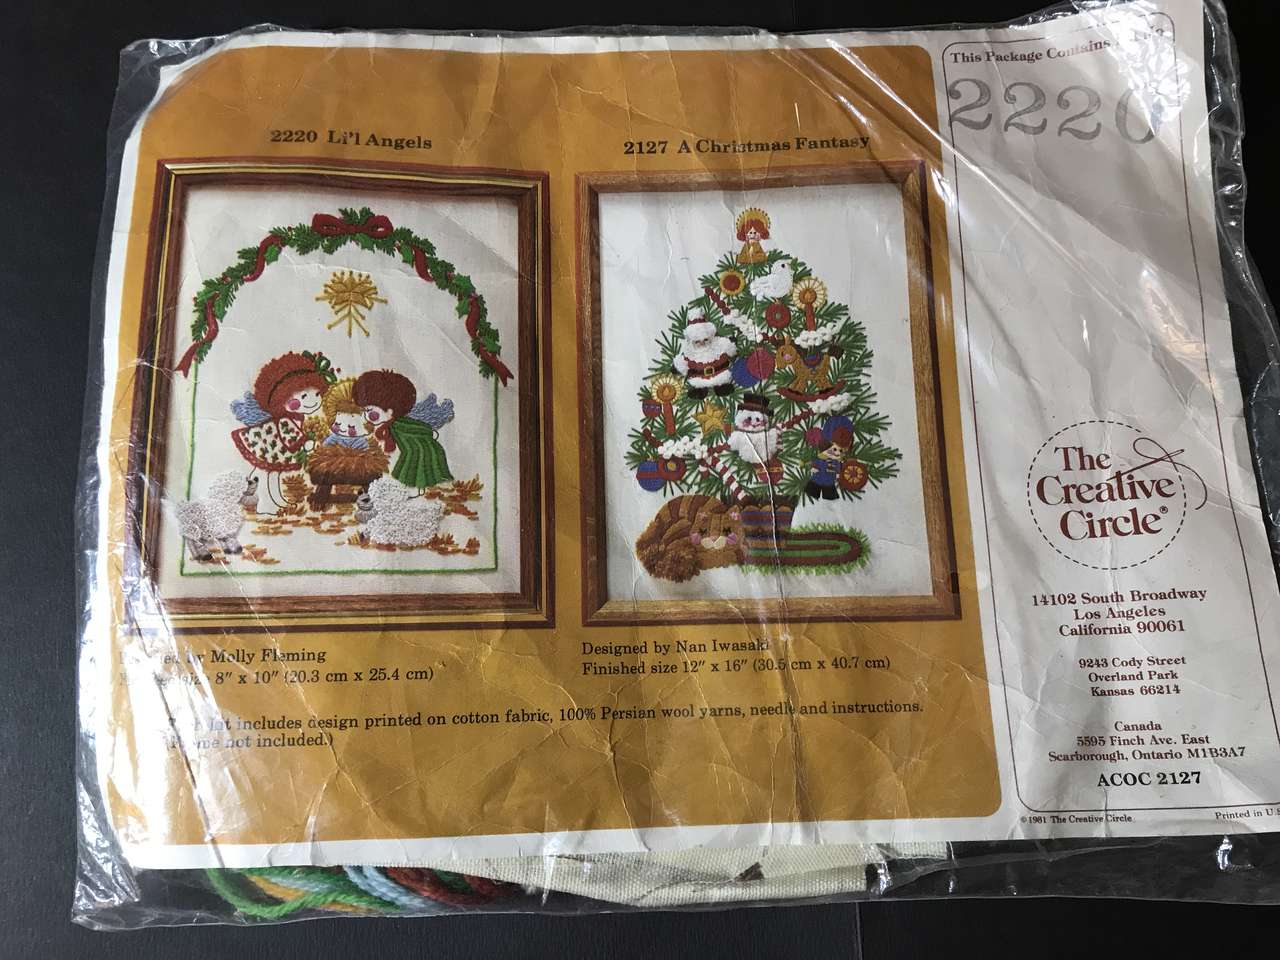 2220 Li'l Angels
2127 A Christmas Fantasy
by Molly Fleming
size 8″ x 10″ (20.3 cm x 25.4 cm)
Designed by Nan Iwasaki
Finished size 12″ x 16″ (30.5 cm x 40.7 cm)
includes design printed on cotton fabric, 100% Persian wool yarns, needle and instructions.
not included.)
This Package Contains
2220
The
Creative
Circle®
14102 South Broadway
Los Angeles
California 90061
9243 Cody Street
Overland Park
Kansas 66214
Canada
5595 Finch Ave. East
Scarborough, Ontario M1B3A7
ACOC 2127
©1981 The Creative Circle
Printed in U.S